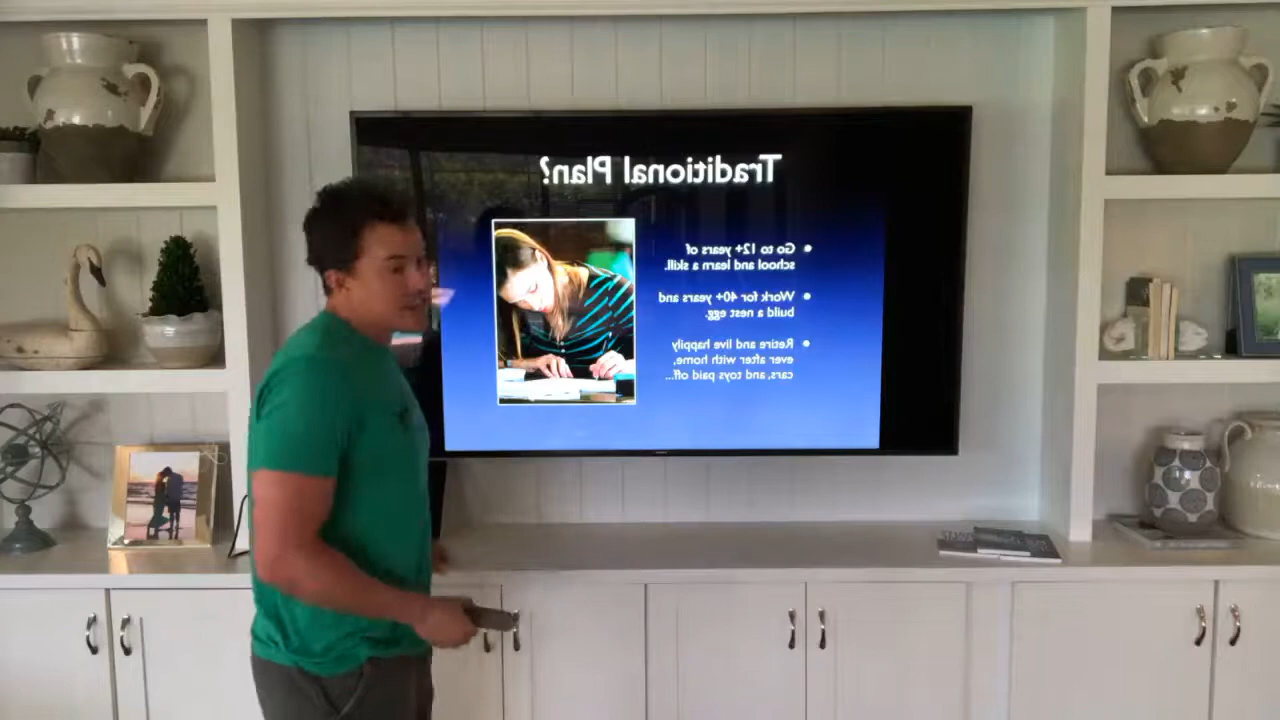 Traditional Plan?
Go to 12+ years of
school and learn a skill.
Work for 40+ years and
build a nest egg.
Retire and live happily
ever after with home,
cars, and toys paid off...